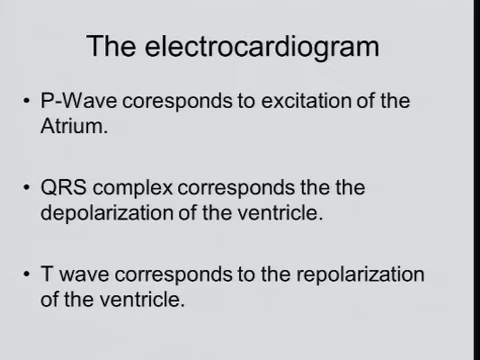 The electrocardiogram
• P-Wave coresponds to excitation of the
Atrium.
• QRS complex corresponds the the
depolarization of the ventricle.
• T wave corresponds to the repolarization
of the ventricle.